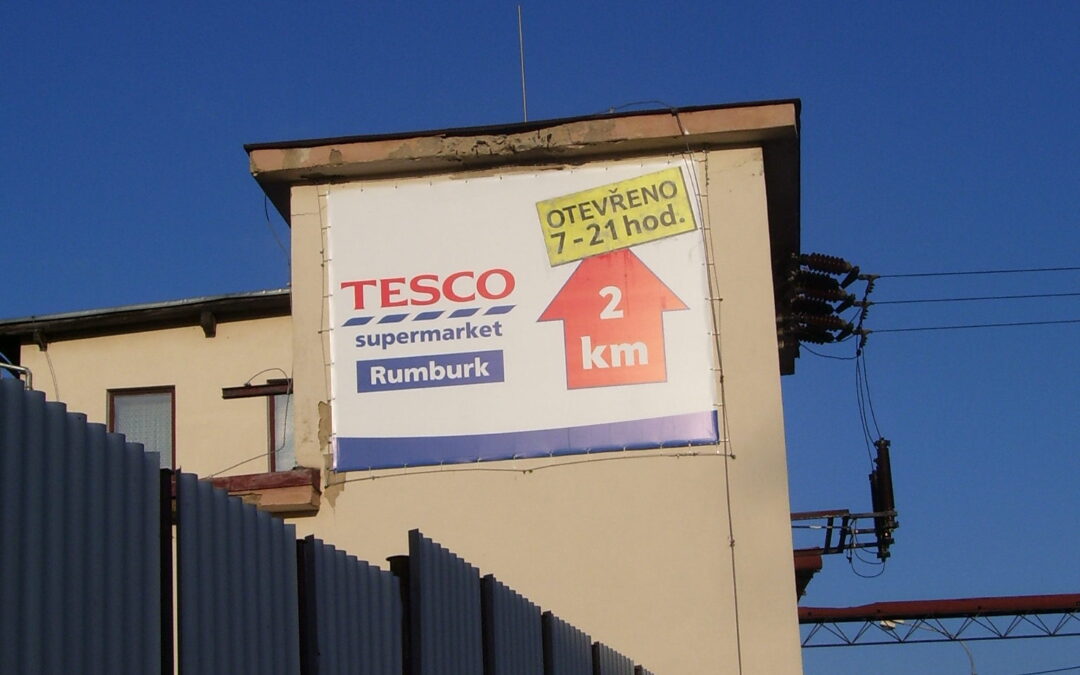 TESCO
supermarket
Rumburk
OTEVŘENO
7-21 hod.
2
km